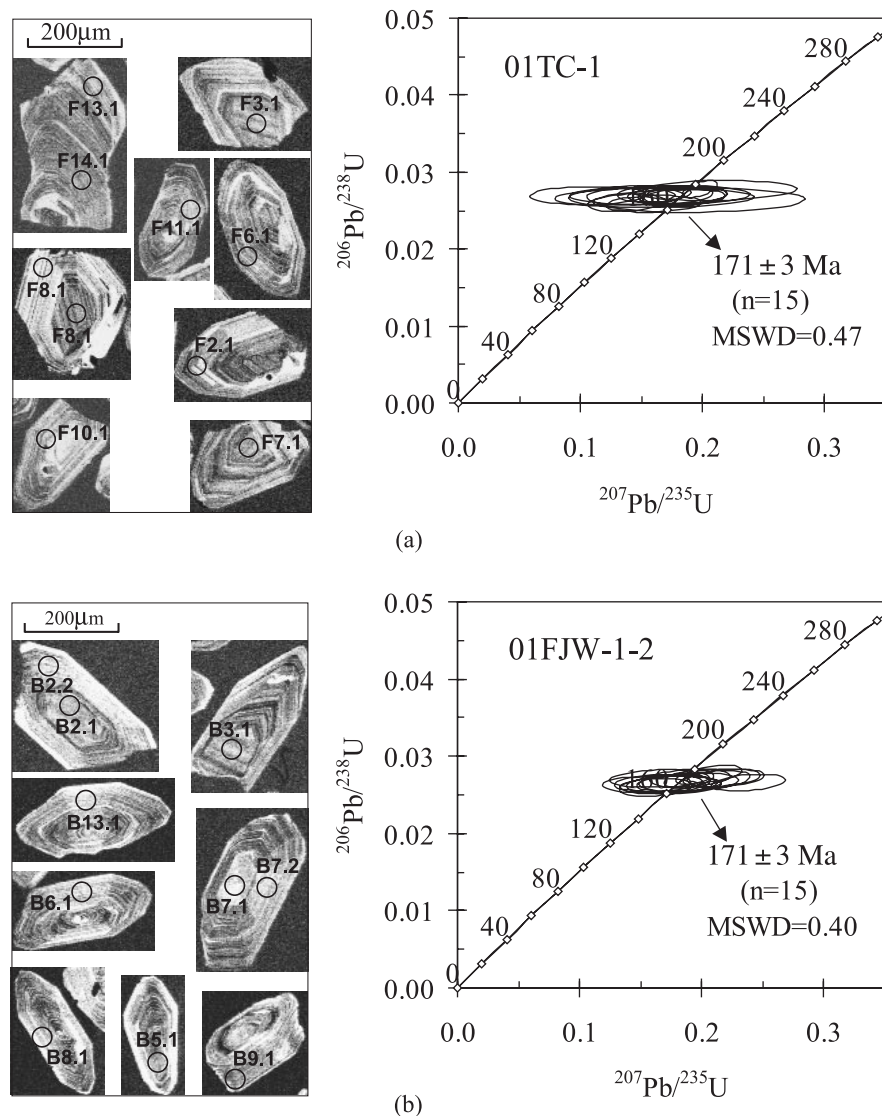 200μm
F13.1
F3.1
F14.1
F11.1
F6.1
F8.1
F8.1
F2.1
F10.1
F7.1
0.05
0.04
0.03
0.02
0.01
0.00
²⁰⁶Pb/²³⁸U
01TC-1
280
240
200
120
80
40
0
171 ± 3 Ma
(n=15)
MSWD=0.47
0.0 0.1 0.2 0.3
²⁰⁷Pb/²³⁵U
(a)
200μm
B2.2
B2.1
B3.1
B13.1
B6.1
B7.1
B7.2
B8.1
B5.1
B9.1
0.05
0.04
0.03
0.02
0.01
0.00
²⁰⁶Pb/²³⁸U
01FJW-1-2
280
240
200
120
80
40
0
171 ± 3 Ma
(n=15)
MSWD=0.40
0.0 0.1 0.2 0.3
²⁰⁷Pb/²³⁵U
(b)